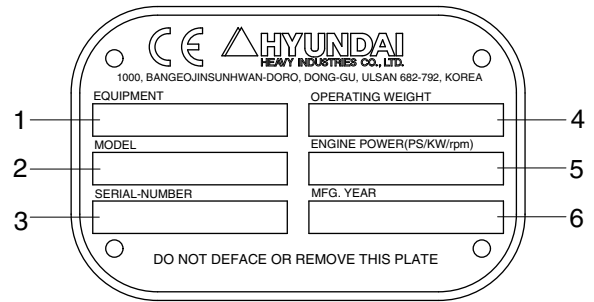 CE HYUNDAI
HEAVY INDUSTRIES CO., LTD.
1000, BANGEOJINSUNHWAN-DORO, DONG-GU, ULSAN 682-792, KOREA
EQUIPMENT OPERATING WEIGHT
1 4
MODEL ENGINE POWER(PS/KW/rpm)
2 5
SERIAL-NUMBER MFG. YEAR
3 6
DO NOT DEFACE OR REMOVE THIS PLATE